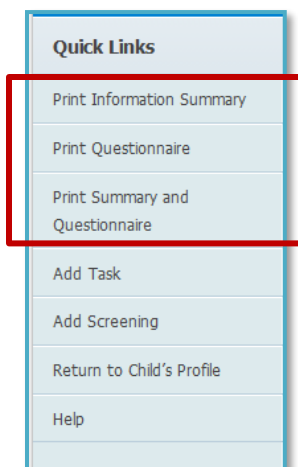 Quick Links
Print Information Summary
Print Questionnaire
Print Summary and
Questionnaire
Add Task
Add Screening
Return to Child's Profile
Help